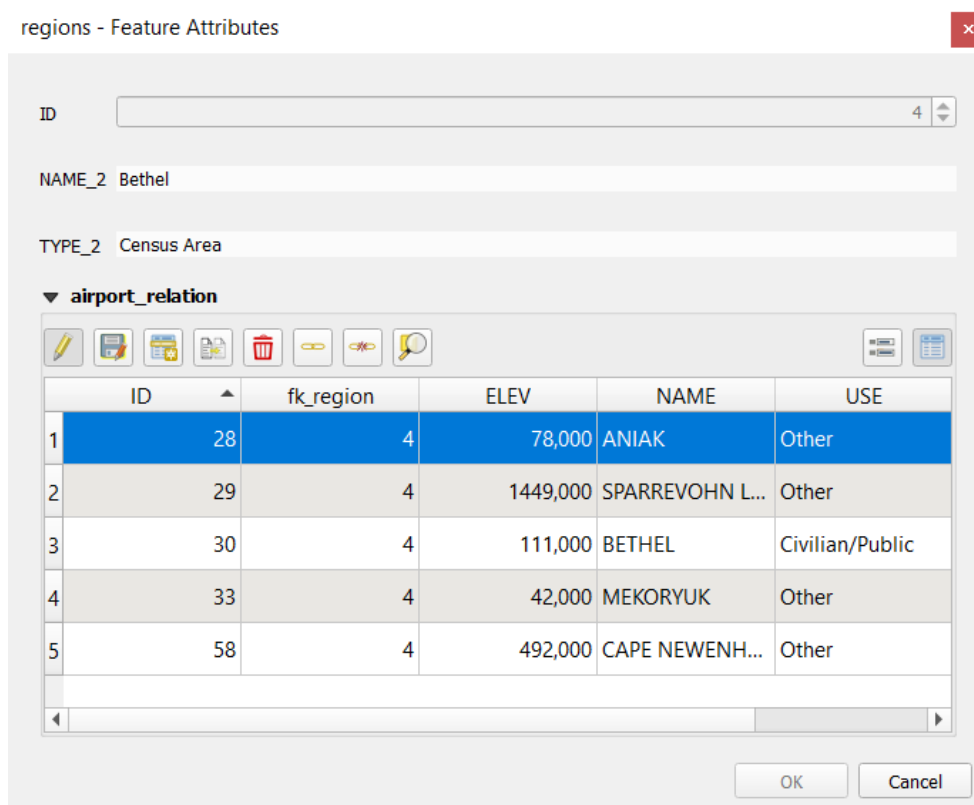 regions - Feature Attributes
ID 4
NAME_2 Bethel
TYPE_2 Census Area
airport_relation
ID fk_region ELEV NAME USE
1 28 4 78,000 ANIAK Other
2 29 4 1449,000 SPARREVOHN L... Other
3 30 4 111,000 BETHEL Civilian/Public
4 33 4 42,000 MEKORYUK Other
5 58 4 492,000 CAPE NEWENH... Other
OK Cancel